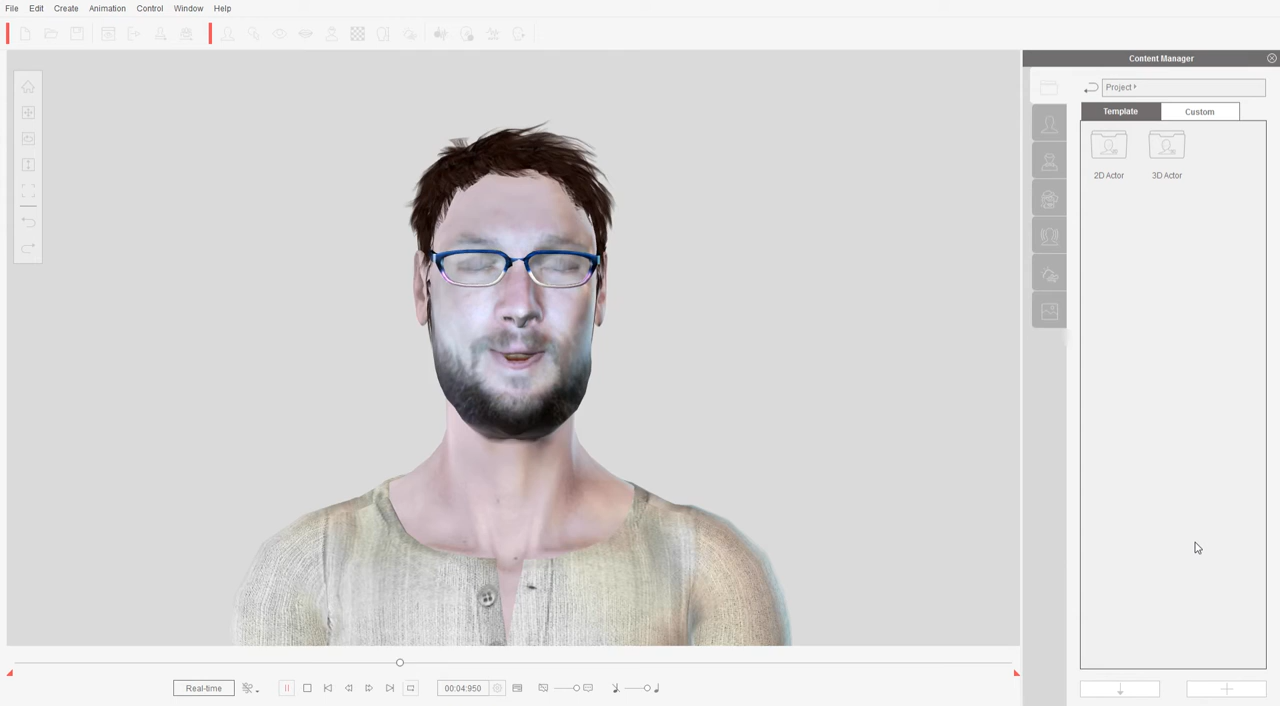 File Edit Create Animation Control Window Help
Content Manager
Project
Template Custom
2D Actor 3D Actor
Real-time 00:04:950